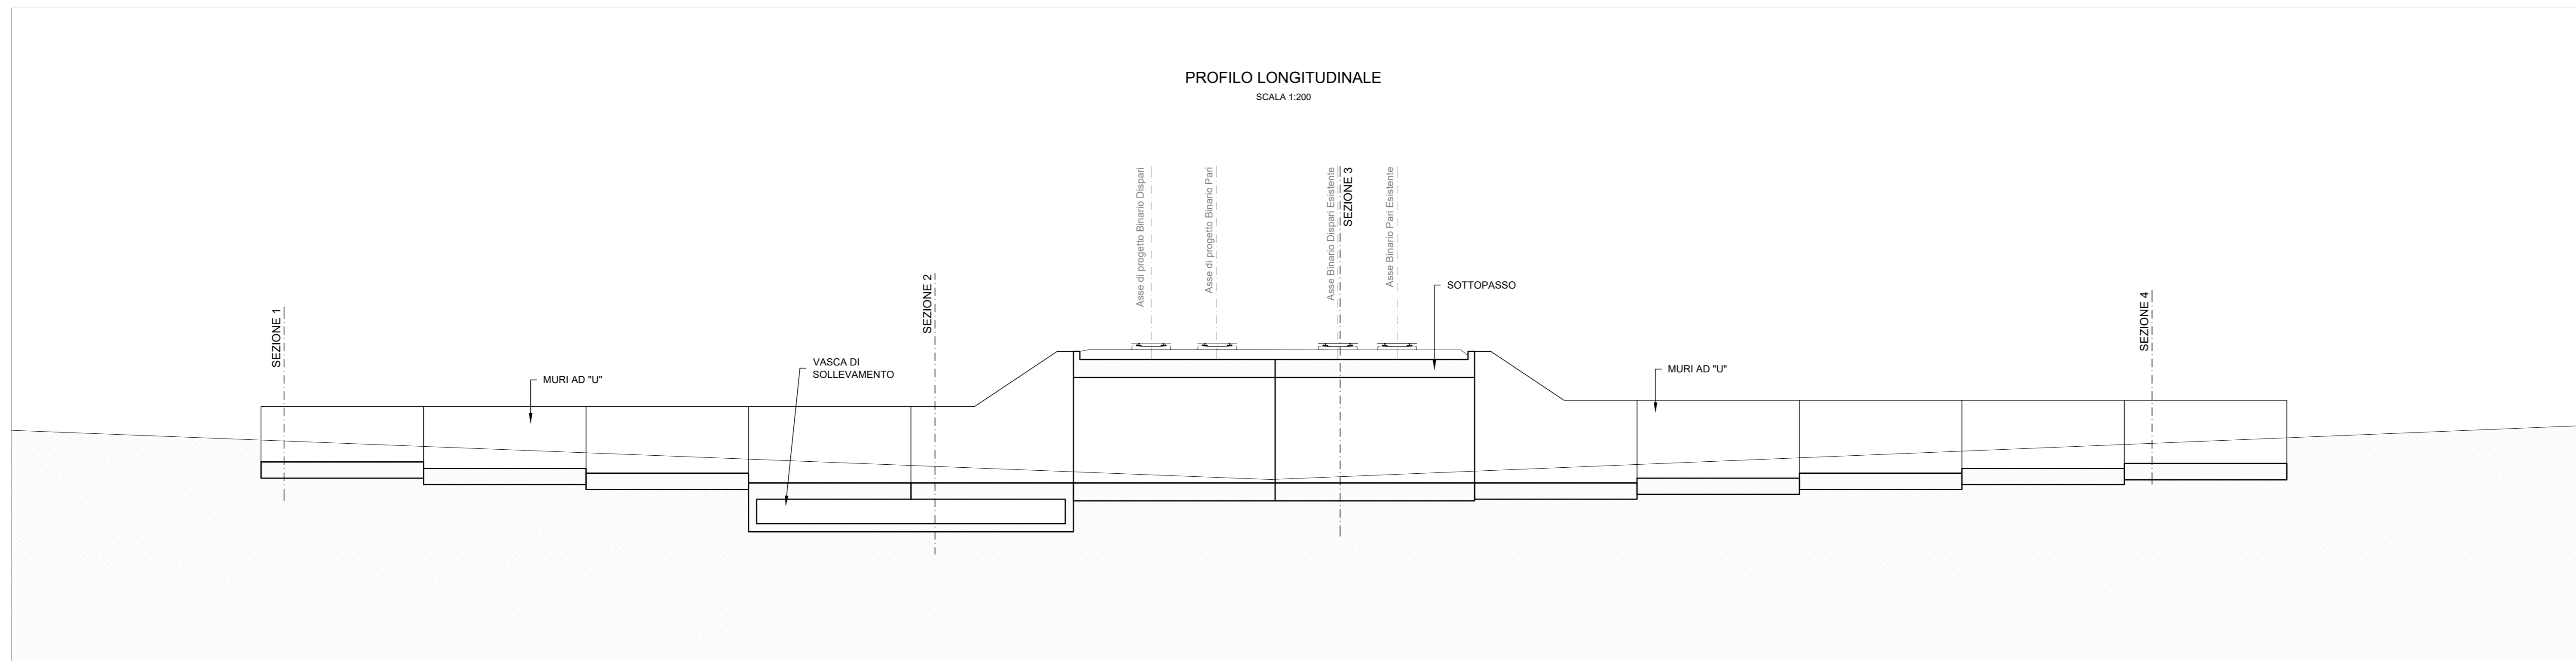 PROFILO LONGITUDINALE
SCALA 1:200
Asse di progetto Binario Dispari
Asse di progetto Binario Pari
Asse Binario Dispari Esistente
SEZIONE 3
Asse Binario Pari Esistente
SEZIONE 1
SEZIONE 2
SOTTOPASSO
SEZIONE 4
VASCA DI
SOLLEVAMENTO
MURI AD "U"
MURI AD "U"